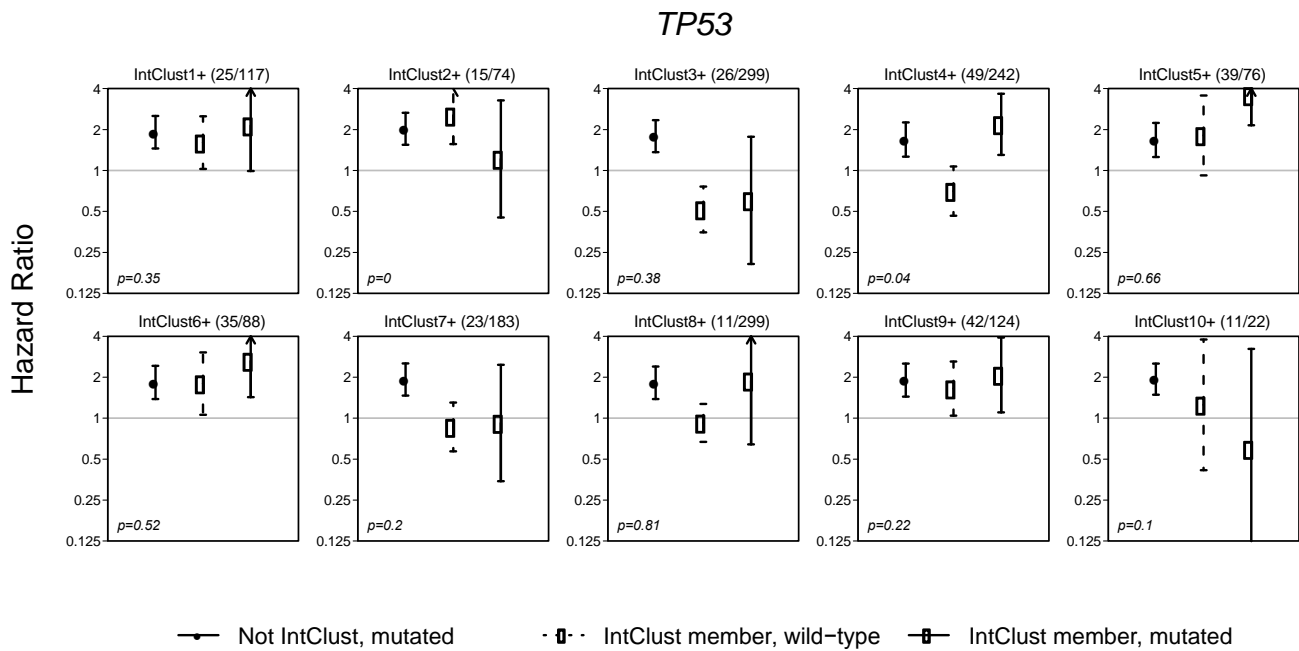 TP53
Hazard Ratio
IntClust1+ (25/117)
4
2
1
0.5
0.25
0.125
p=0.35
IntClust2+ (15/74)
4
2
1
0.5
0.25
0.125
p=0
IntClust3+ (26/299)
4
2
1
0.5
0.25
0.125
p=0.38
IntClust4+ (49/242)
4
2
1
0.5
0.25
0.125
p=0.04
IntClust5+ (39/76)
4
2
1
0.5
0.25
0.125
p=0.66
IntClust6+ (35/88)
4
2
1
0.5
0.25
0.125
p=0.52
IntClust7+ (23/183)
4
2
1
0.5
0.25
0.125
p=0.2
IntClust8+ (11/299)
4
2
1
0.5
0.25
0.125
p=0.81
IntClust9+ (42/124)
4
2
1
0.5
0.25
0.125
p=0.22
IntClust10+ (11/22)
4
2
1
0.5
0.25
0.125
p=0.1
Not IntClust, mutated
IntClust member, wild−type
IntClust member, mutated